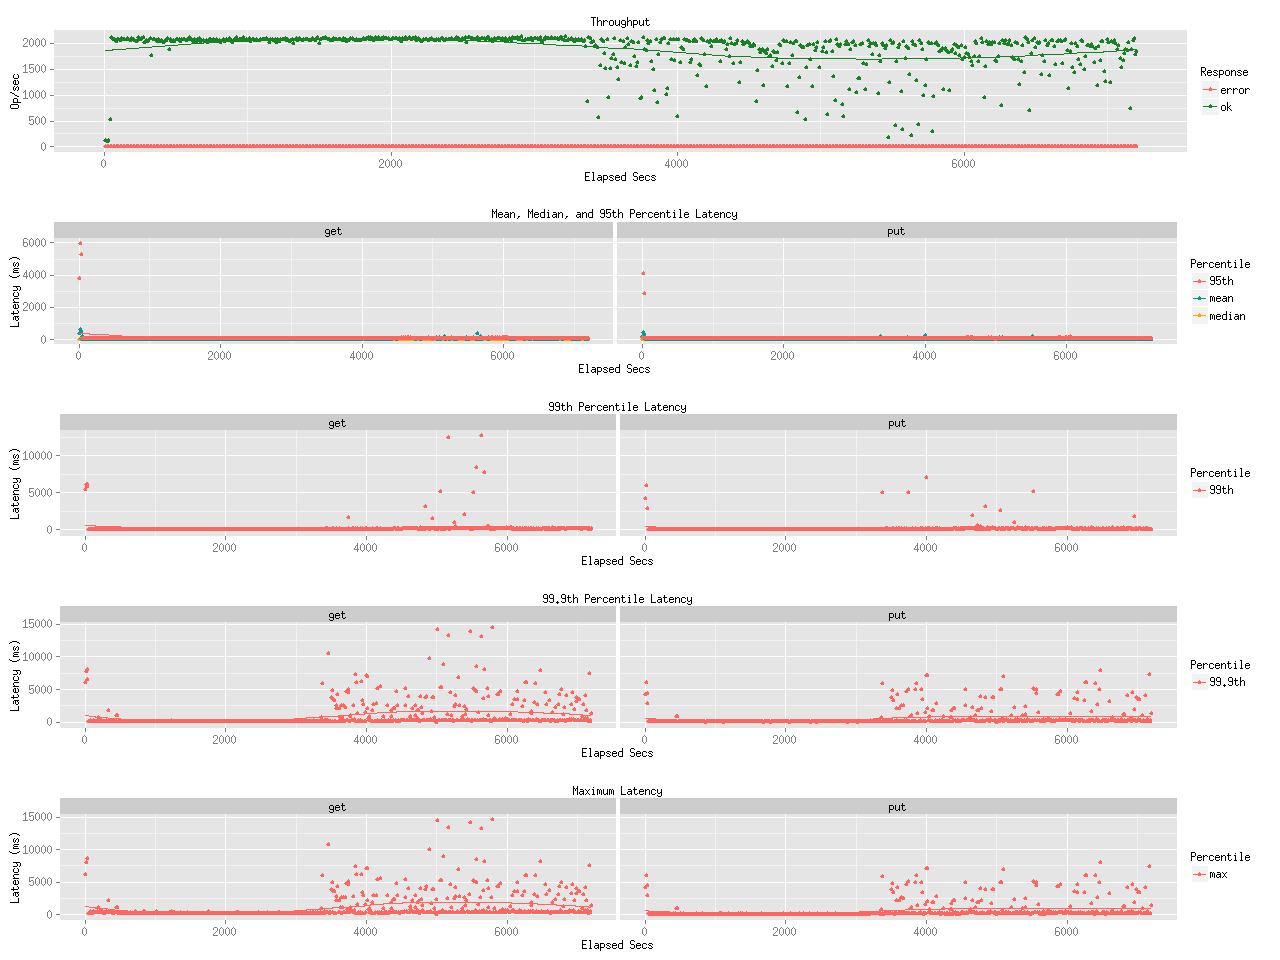 Throughput
Op/sec
2000
1500
1000
500
0
0 2000 4000 6000
Elapsed Secs
Response
error
ok
Mean, Median, and 95th Percentile Latency
get put
Latency (ms)
6000
4000
2000
0
0 2000 4000 6000 0 2000 4000 6000
Elapsed Secs
Percentile
95th
mean
median
99th Percentile Latency
get put
Latency (ms)
10000
5000
0
0 2000 4000 6000 0 2000 4000 6000
Elapsed Secs
Percentile
99th
99.9th Percentile Latency
get put
Latency (ms)
15000
10000
5000
0
0 2000 4000 6000 0 2000 4000 6000
Elapsed Secs
Percentile
99.9th
Maximum Latency
get put
Latency (ms)
15000
10000
5000
0
0 2000 4000 6000 0 2000 4000 6000
Elapsed Secs
Percentile
max